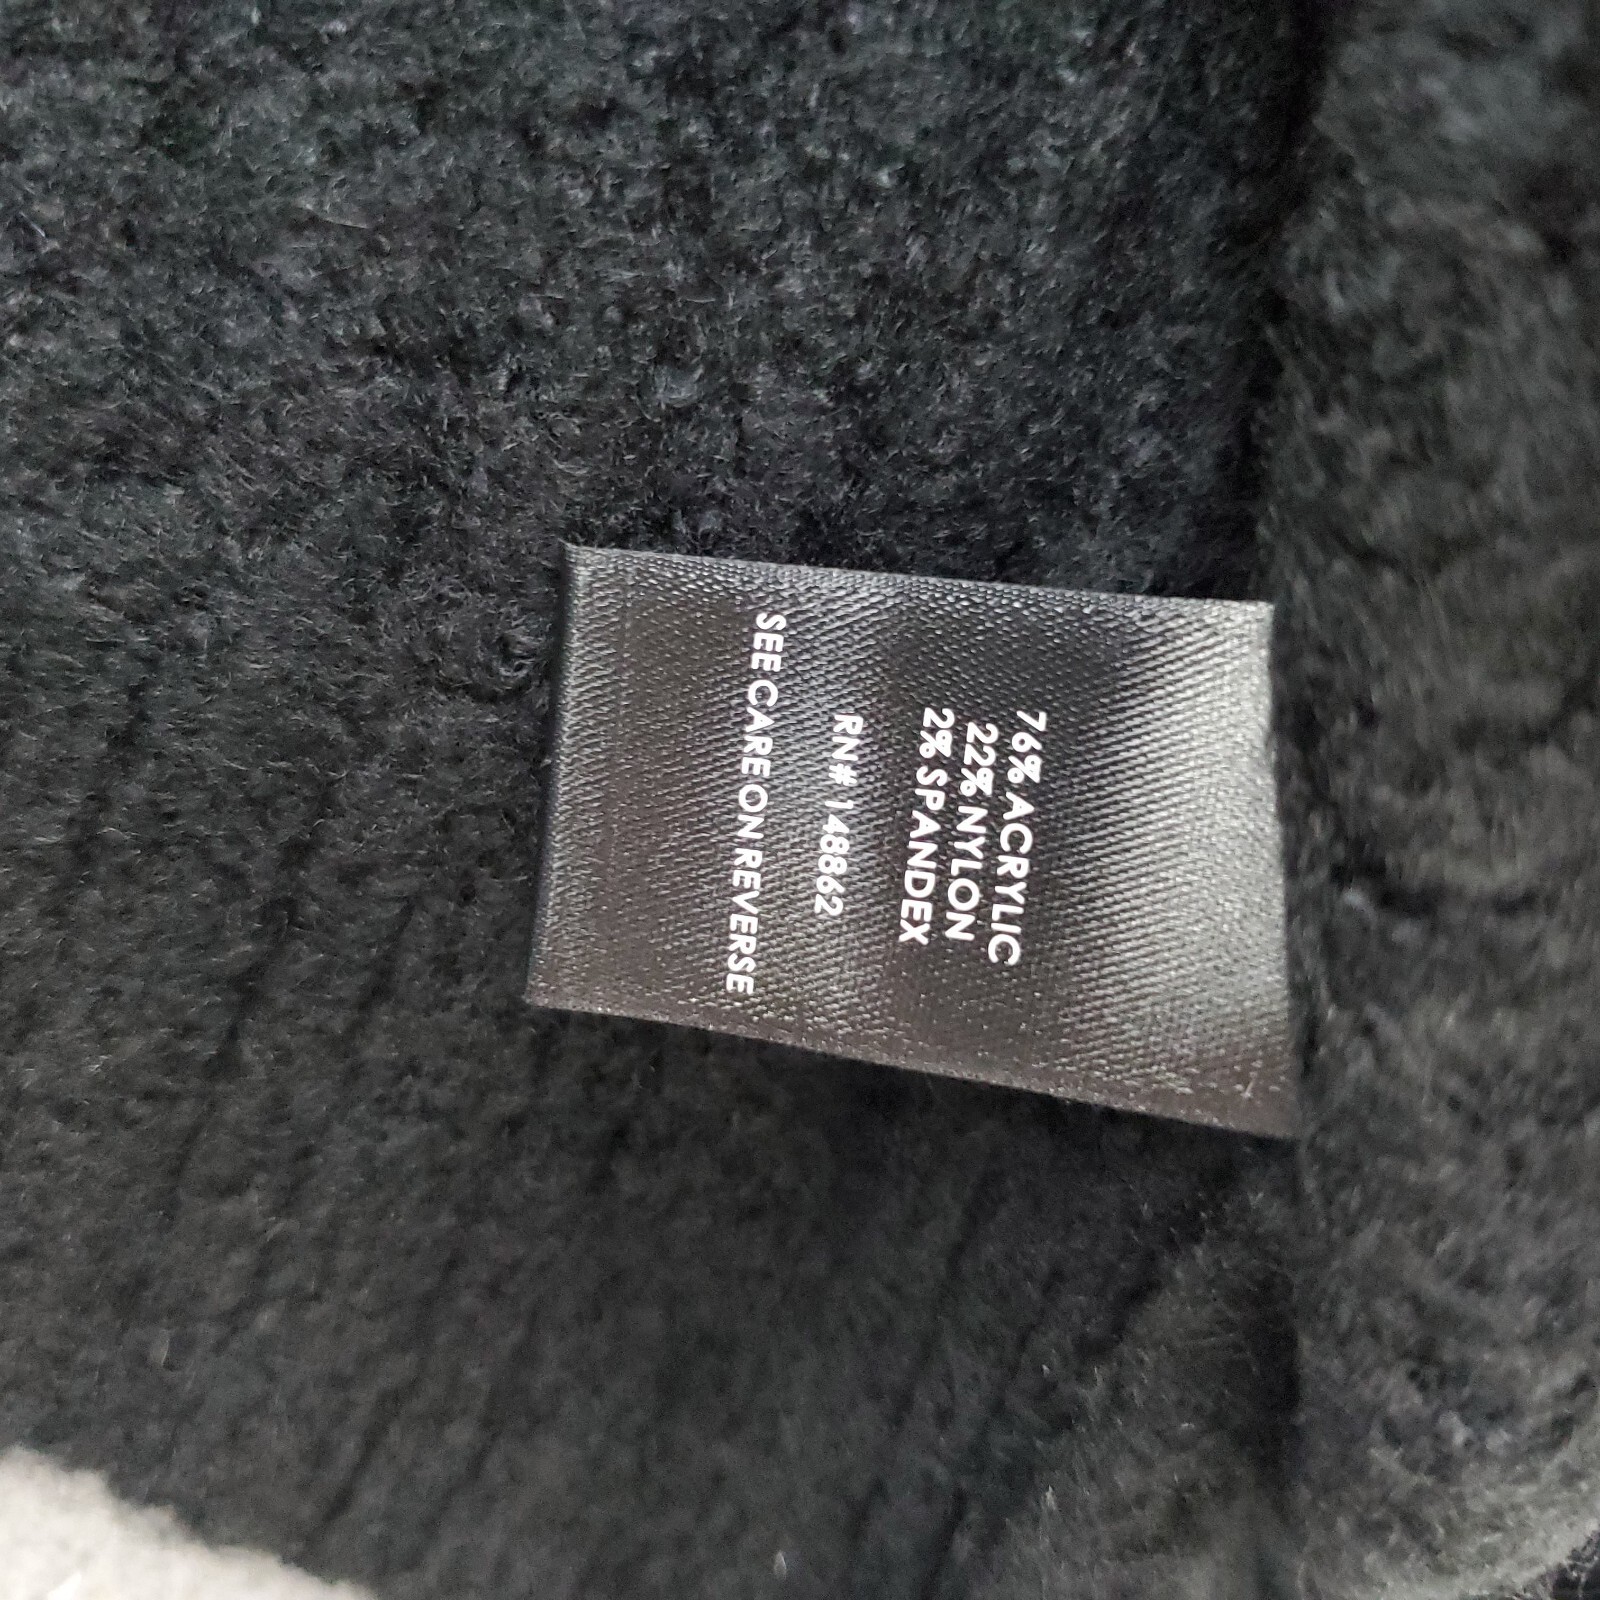 76% ACRYLIC
22% NYLON
2% SPANDEX
RN# 148862
SEE CARE ON REVERSE